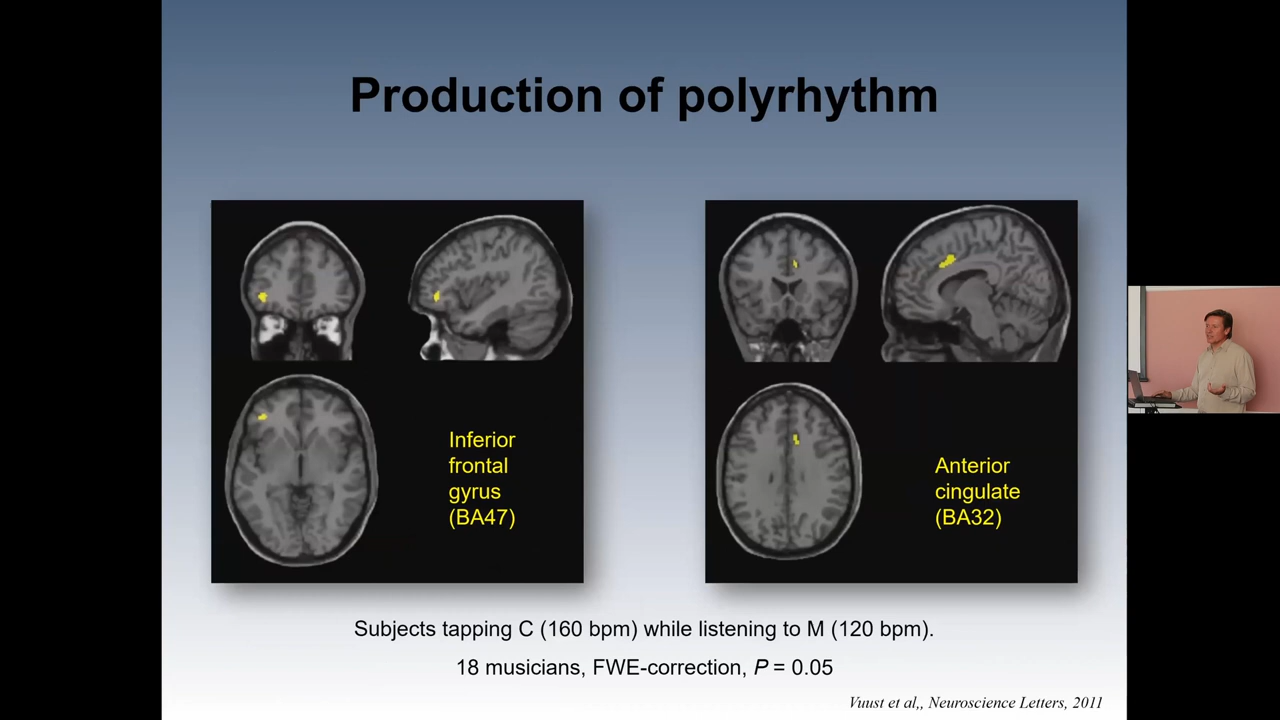 Production of polyrhythm
Inferior
frontal
gyrus
(BA47)
Anterior
cingulate
(BA32)
Subjects tapping C (160 bpm) while listening to M (120 bpm).
18 musicians, FWE-correction, P = 0.05
Vuust et al,, Neuroscience Letters, 2011